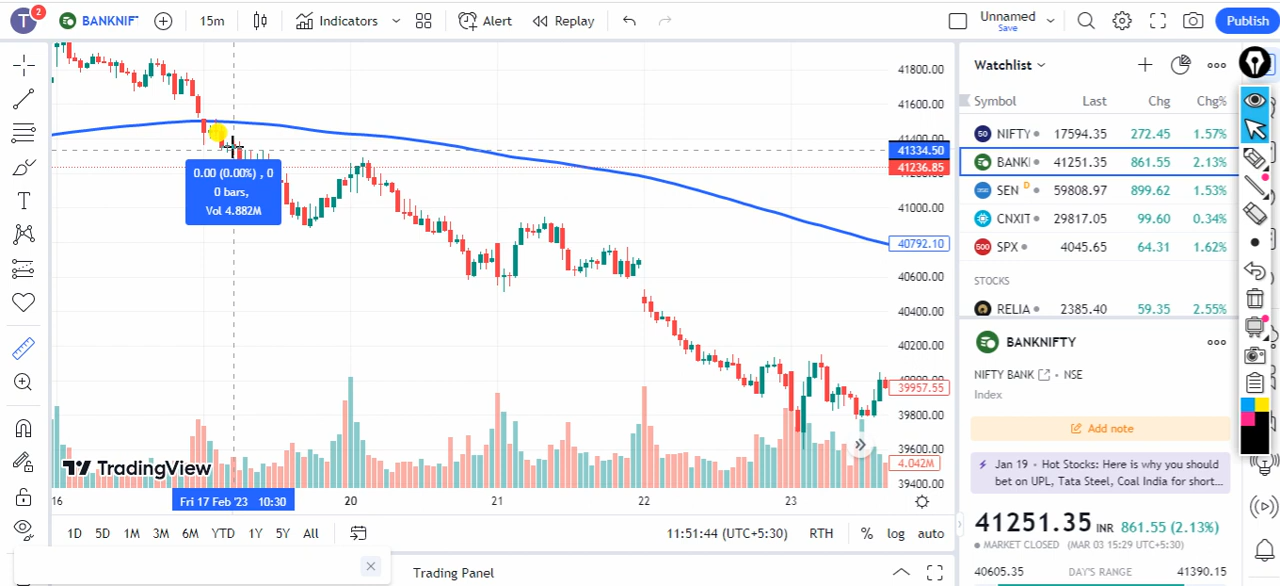 T
2
BANKNIF
15m
Indicators
Alert
Replay
Unnamed
Save
Publish
41800.00
41600.00
41400.00
41334.50
41236.85
41000.00
40792.10
40600.00
40400.00
40200.00
39957.55
39800.00
39600.00
4.042M
39400.00
0.00 (0.00%) , 0
0 bars,
Vol 4.882M
TradingView
16
Fri 17 Feb '23 10:30
20
21
22
23
1D 5D 1M 3M 6M YTD 1Y 5Y All
11:51:44 (UTC+5:30) RTH % log auto
Trading Panel
Watchlist
Symbol Last Chg Chg%
50 NIFTY 17594.35 272.45 1.57%
BANKI 41251.35 861.55 2.13%
SEN D 59808.97 899.62 1.53%
CNXIT 29817.05 99.60 0.34%
500 SPX 4045.65 64.31 1.62%
STOCKS
RELIA 2385.40 59.35 2.55%
BANKNIFTY
NIFTY BANK • NSE
Index
Add note
Jan 19 • Hot Stocks: Here is why you should
bet on UPL, Tata Steel, Coal India for short...
41251.35 INR 861.55 (2.13%)
MARKET CLOSED (MAR 03 15:29 UTC+5:30)
40605.35 DAY'S RANGE 41390.15